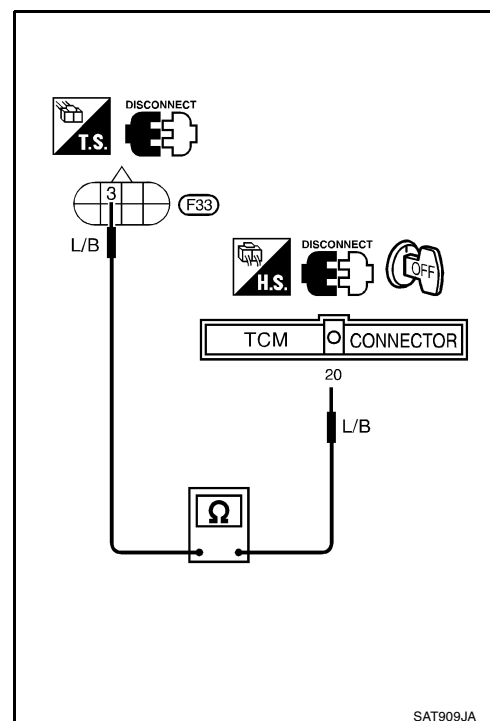 DISCONNECT
T.S.
3
F33
L/B
DISCONNECT
H.S.
OFF
TCM CONNECTOR
20
L/B
Ω
SAT909JA